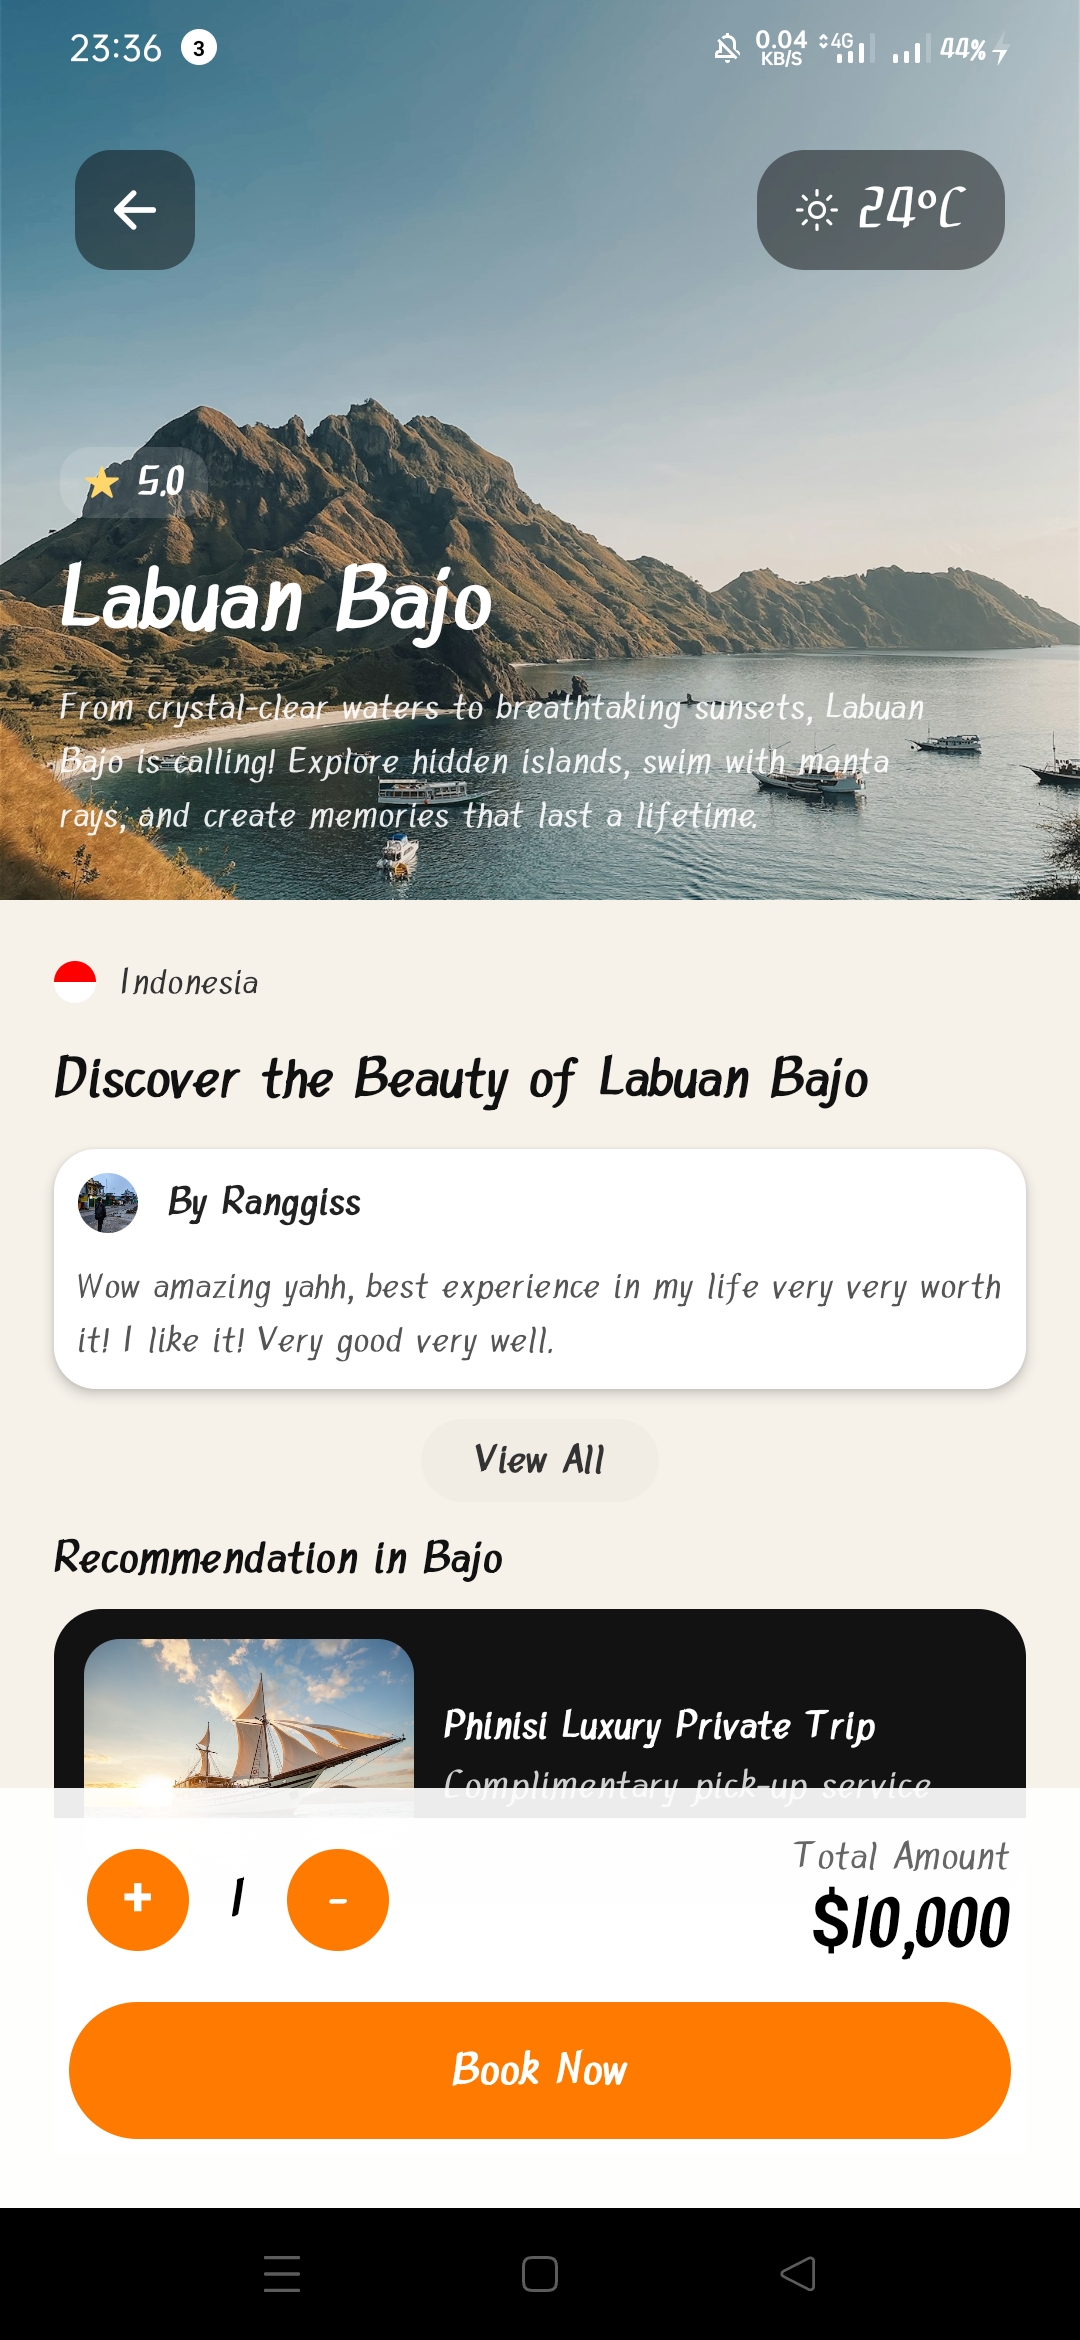 23:36 3 0.04 KB/S 4G 44%
24°C
5.0
Labuan Bajo
From crystal-clear waters to breathtaking sunsets, Labuan
Bajo is calling! Explore hidden islands, swim with manta
rays, and create memories that last a lifetime.
Indonesia
Discover the Beauty of Labuan Bajo
By Ranggiss
Wow amazing yahh, best experience in my life very very worth
it! I like it! Very good very well.
View All
Recommendation in Bajo
Phinisi Luxury Private Trip
Complimentary pick-up service
Total Amount
+ 1 -
$10,000
Book Now